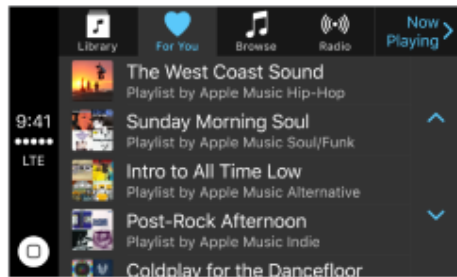 Library
For You
Browse
Radio
Now
Playing
9:41
LTE
The West Coast Sound
Playlist by Apple Music Hip-Hop
Sunday Morning Soul
Playlist by Apple Music Soul/Funk
Intro to All Time Low
Playlist by Apple Music Alternative
Post-Rock Afternoon
Playlist by Apple Music Indie
Coldplay for the Dancefloor